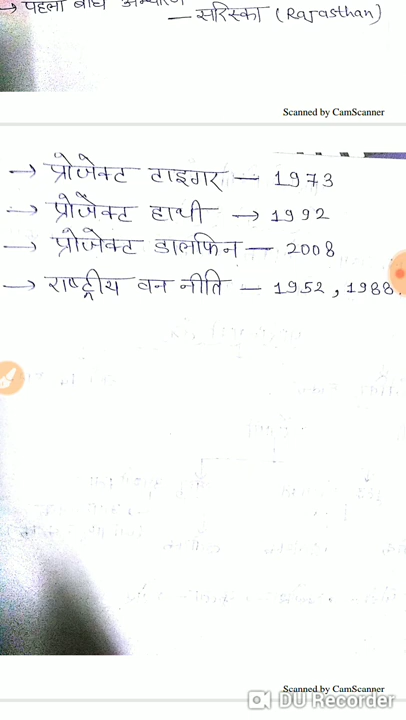 → पहला बाघ
— सरिस्का (Rajasthan)
Scanned by CamScanner
→ प्रोजेक्ट टाइगर — 1973
→ प्रोजेक्ट हाथी → 1992
→ प्रोजेक्ट डालफिन — 2008
→ राष्ट्रीय वन नीति — 1952, 1988.
Scanned by CamScanner
DU Recorder